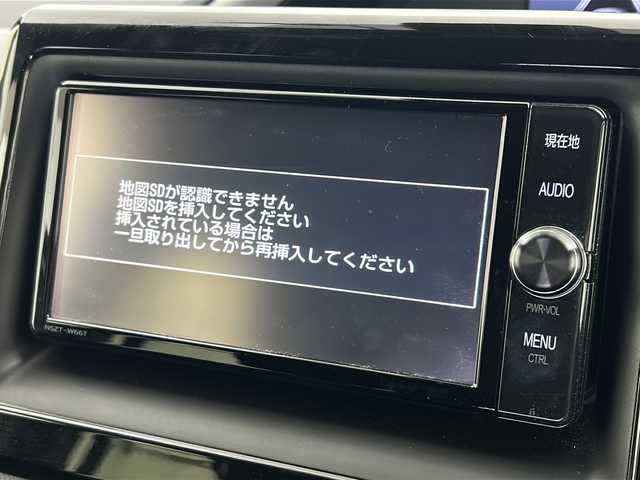 地図SDが認識できません
地図SDを挿入してください
挿入されている場合は
一旦取り出してから再挿入してください
現在地
AUDIO
PWR·VOL
MENU
CTRL
NSZT-W66T